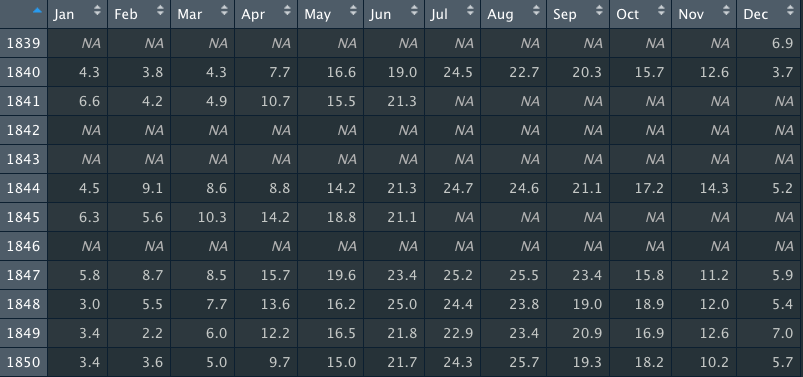 Jan Feb Mar Apr May Jun Jul Aug Sep Oct Nov Dec
1839 NA NA NA NA NA NA NA NA NA NA NA 6.9
1840 4.3 3.8 4.3 7.7 16.6 19.0 24.5 22.7 20.3 15.7 12.6 3.7
1841 6.6 4.2 4.9 10.7 15.5 21.3 NA NA NA NA NA NA
1842 NA NA NA NA NA NA NA NA NA NA NA NA
1843 NA NA NA NA NA NA NA NA NA NA NA NA
1844 4.5 9.1 8.6 8.8 14.2 21.3 24.7 24.6 21.1 17.2 14.3 5.2
1845 6.3 5.6 10.3 14.2 18.8 21.1 NA NA NA NA NA NA
1846 NA NA NA NA NA NA NA NA NA NA NA NA
1847 5.8 8.7 8.5 15.7 19.6 23.4 25.2 25.5 23.4 15.8 11.2 5.9
1848 3.0 5.5 7.7 13.6 16.2 25.0 24.4 23.8 19.0 18.9 12.0 5.4
1849 3.4 2.2 6.0 12.2 16.5 21.8 22.9 23.4 20.9 16.9 12.6 7.0
1850 3.4 3.6 5.0 9.7 15.0 21.7 24.3 25.7 19.3 18.2 10.2 5.7